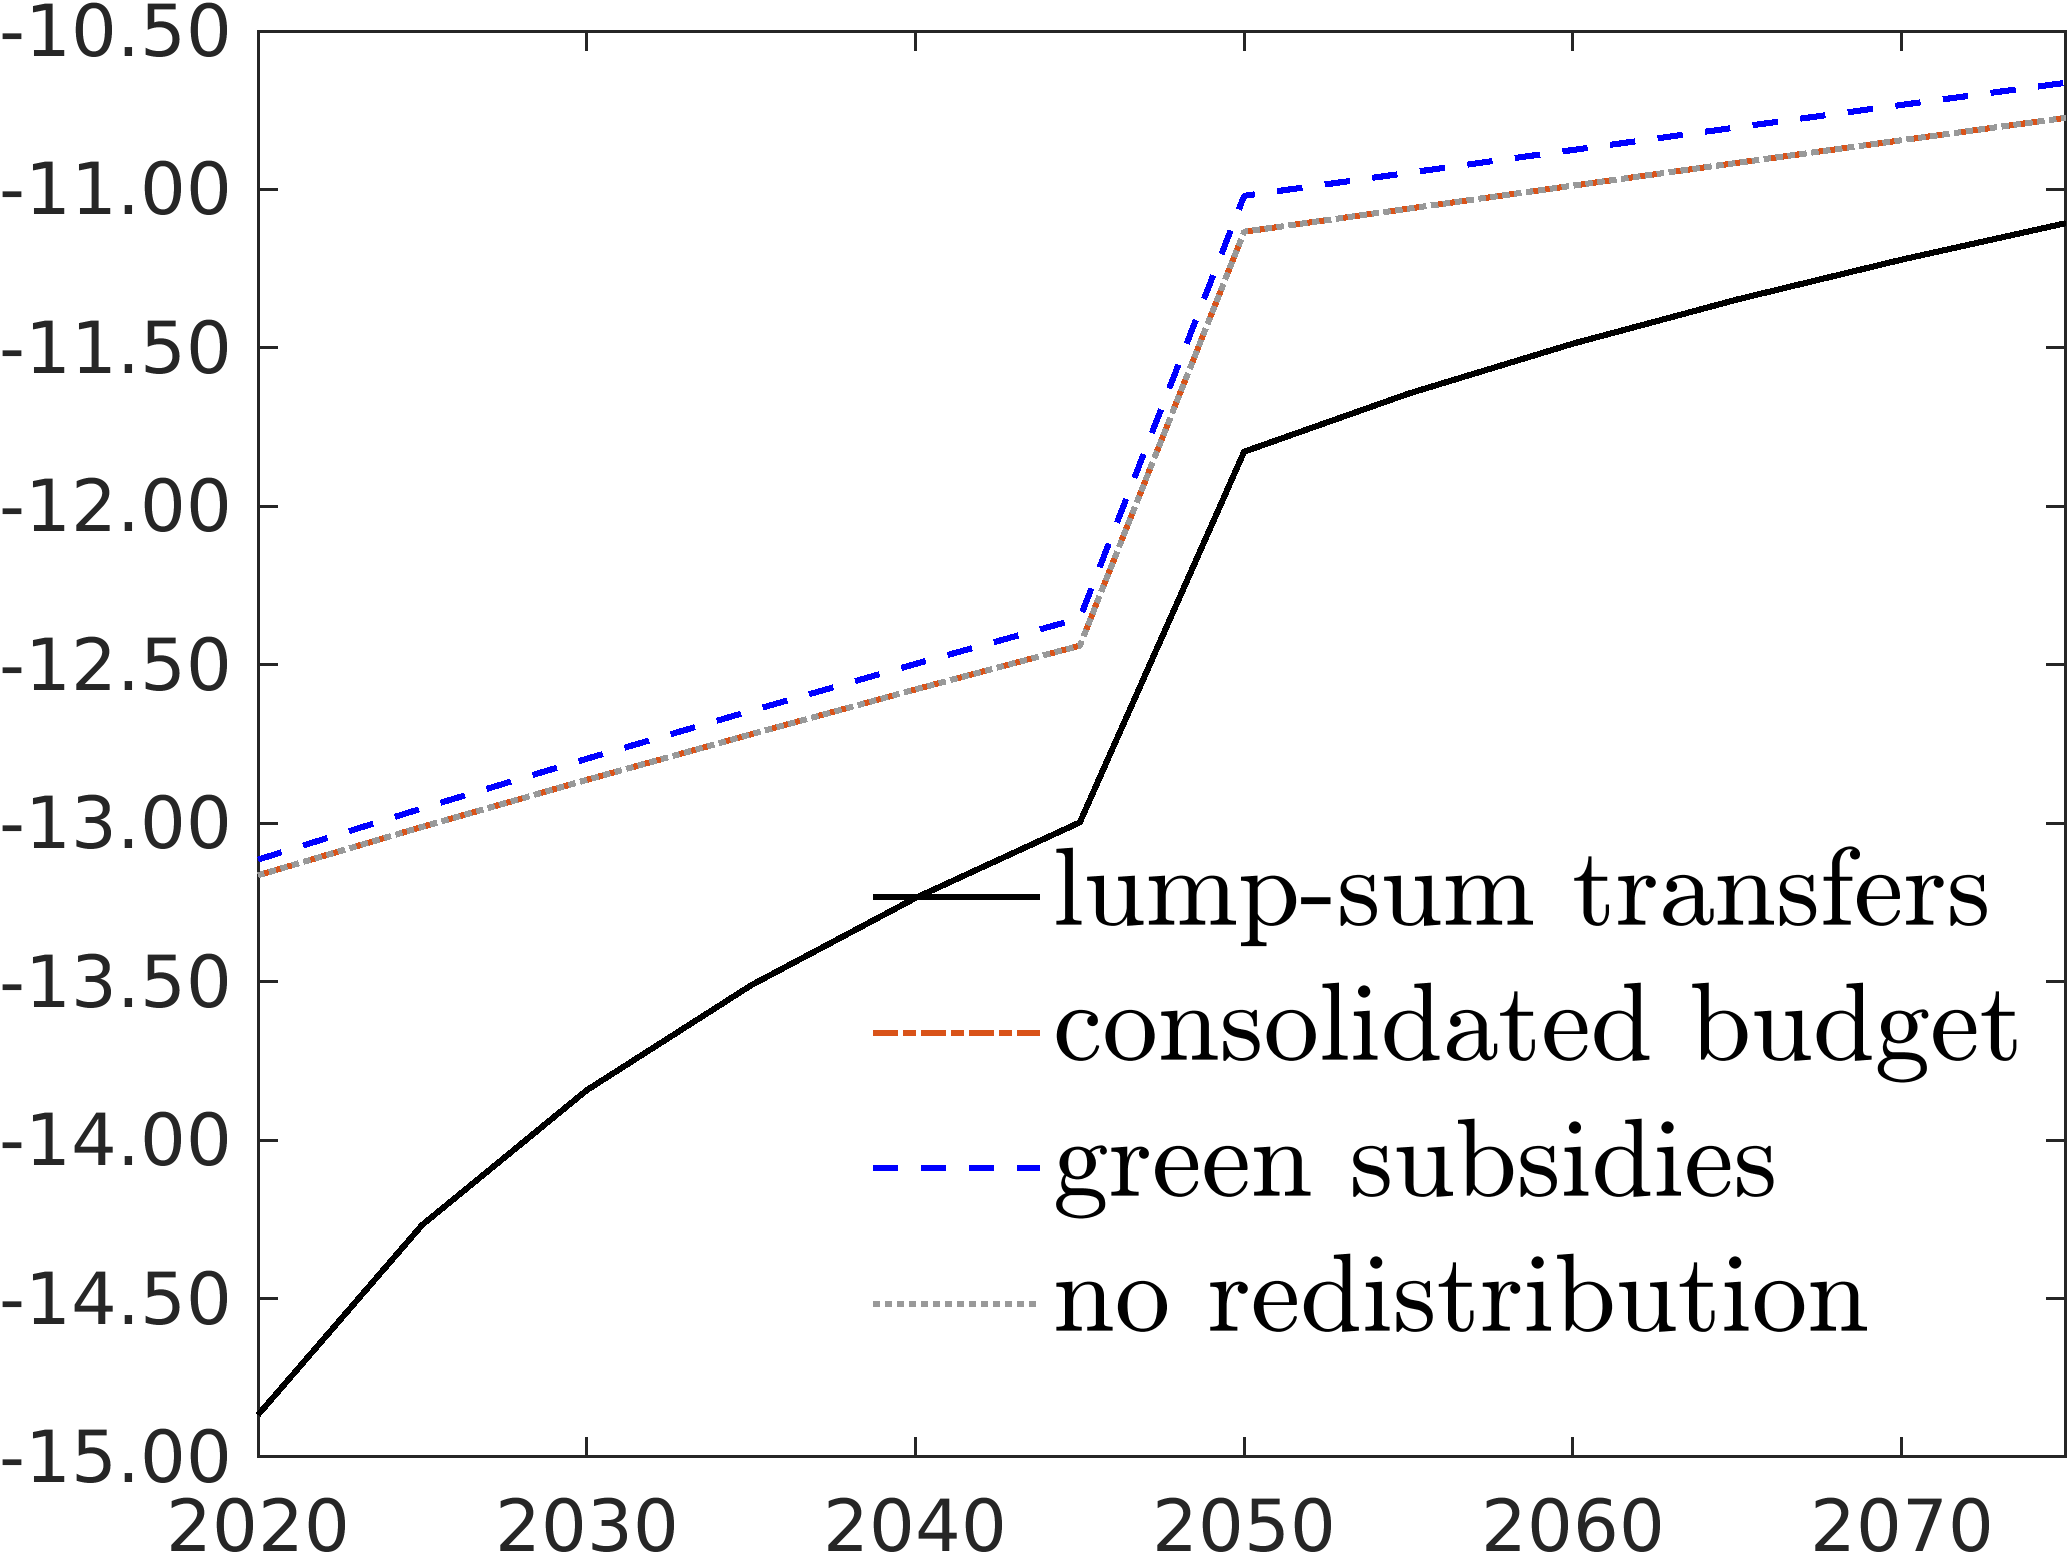 -10.50
-11.00
-11.50
-12.00
-12.50
-13.00
-13.50
-14.00
-14.50
-15.00
2020 2030 2040 2050 2060 2070
lump-sum transfers
consolidated budget
green subsidies
no redistribution